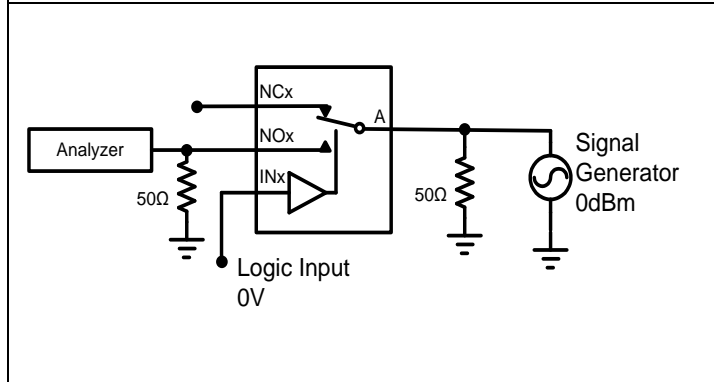 NCx
A
Analyzer
NOx
INx
50Ω
50Ω
Signal
Generator
0dBm
Logic Input
0V